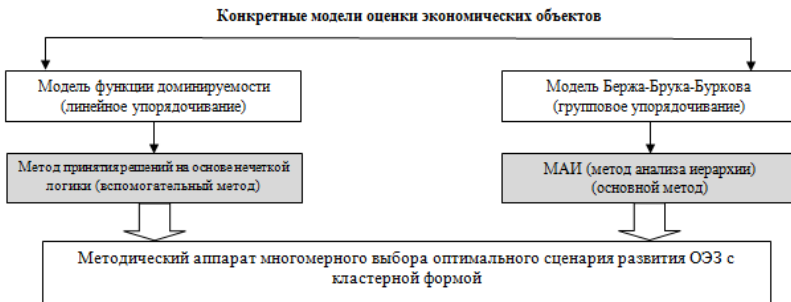 Конкретные модели оценки экономических объектов
Модель функции доминируемости
(линейное упорядочивание)
Модель Бержа-Брука-Буркова
(групповое упорядочивание)
Метод принятия решений на основе нечеткой
логики (вспомогательный метод)
МАИ (метод анализа иерархии)
(основной метод)
Методический аппарат многомерного выбора оптимального сценария развития ОЭЗ с
кластерной формой